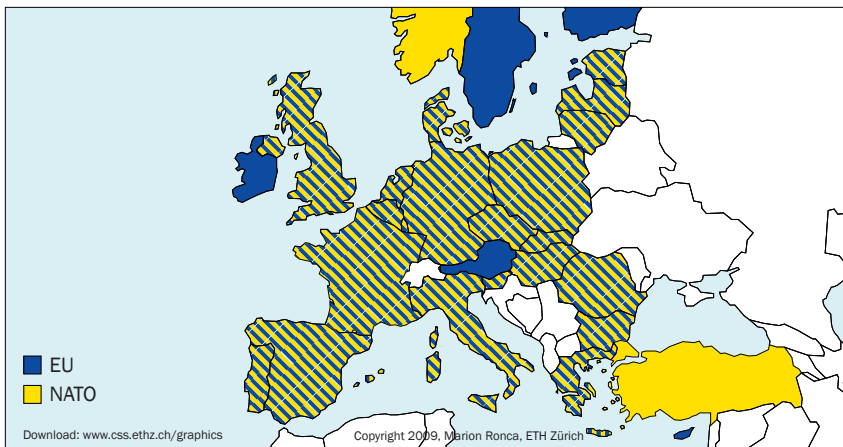 EU
NATO
Download: www.css.ethz.ch/graphics
Copyright 2009, Marion Ronca, ETH Zürich